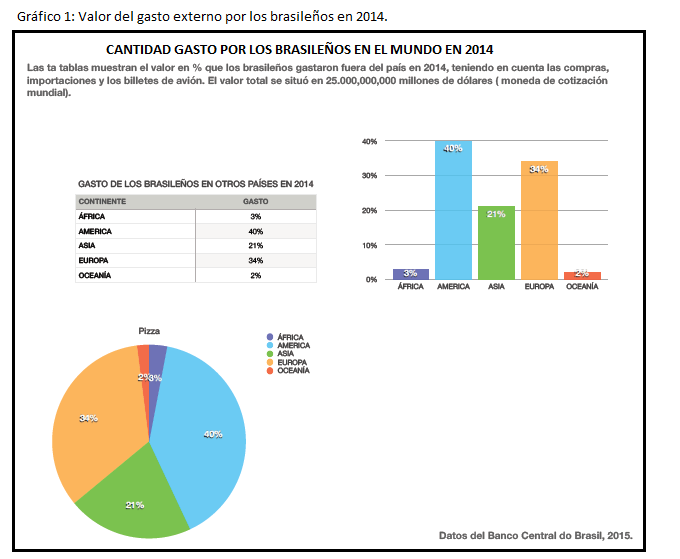 Gráfico 1: Valor del gasto externo por los brasileños en 2014.
CANTIDAD GASTO POR LOS BRASILEÑOS EN EL MUNDO EN 2014
Las ta tablas muestran el valor en % que los brasileños gastaron fuera del país en 2014, teniendo en cuenta las compras,
importaciones y los billetes de avión. El valor total se situó en 25.000,000,000 millones de dólares ( moneda de cotización
mundial).
GASTO DE LOS BRASILEÑOS EN OTROS PAÍSES EN 2014
CONTINENTE GASTO
ÁFRICA 3%
AMERICA 40%
ASIA 21%
EUROPA 34%
OCEANÍA 2%
40%
30%
20%
10%
0%
3%
40%
21%
34%
2%
ÁFRICA AMERICA ASIA EUROPA OCEANÍA
Pizza
2%
3%
34%
40%
21%
ÁFRICA
AMERICA
ASIA
EUROPA
OCEANÍA
Datos del Banco Central do Brasil, 2015.